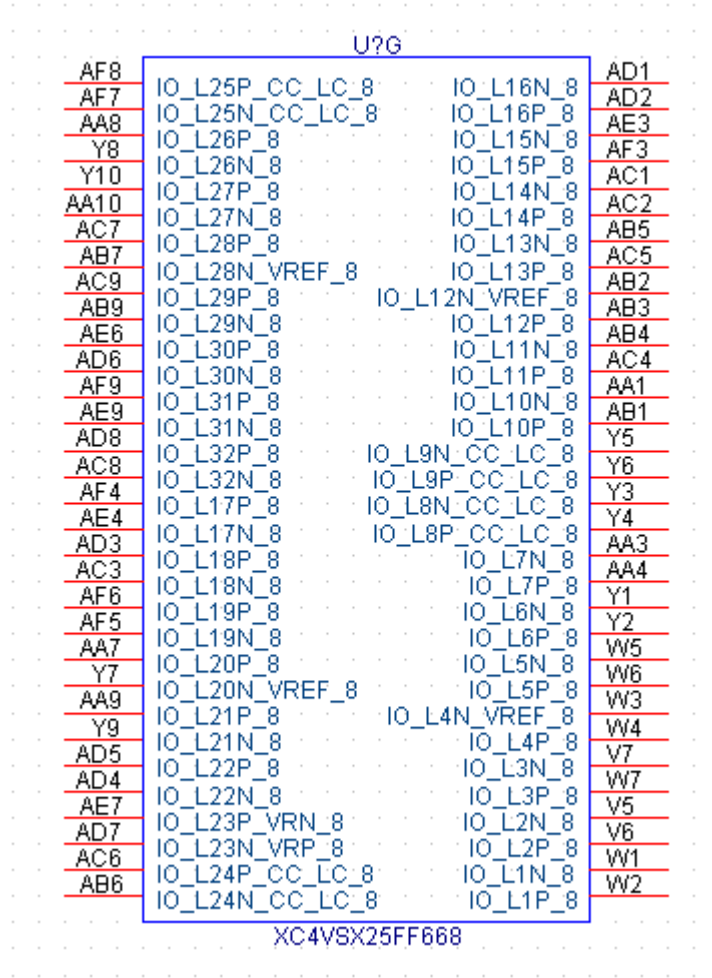 U?G
AF8 IO_L25P_CC_LC_8 IO_L16N_8 AD1
AF7 IO_L25N_CC_LC_8 IO_L16P_8 AD2
AA8 IO_L26P_8 IO_L15N_8 AE3
Y8 IO_L26N_8 IO_L15P_8 AF3
Y10 IO_L27P_8 IO_L14N_8 AC1
AA10 IO_L27N_8 IO_L14P_8 AC2
AC7 IO_L28P_8 IO_L13N_8 AB5
AB7 IO_L28N_VREF_8 IO_L13P_8 AC5
AC9 IO_L29P_8 IO_L12N_VREF_8 AB2
AB9 IO_L29N_8 IO_L12P_8 AB3
AE6 IO_L30P_8 IO_L11N_8 AB4
AD6 IO_L30N_8 IO_L11P_8 AC4
AF9 IO_L31P_8 IO_L10N_8 AA1
AE9 IO_L31N_8 IO_L10P_8 AB1
AD8 IO_L32P_8 IO_L9N_CC_LC_8 Y5
AC8 IO_L32N_8 IO_L9P_CC_LC_8 Y6
AF4 IO_L17P_8 IO_L8N_CC_LC_8 Y3
AE4 IO_L17N_8 IO_L8P_CC_LC_8 Y4
AD3 IO_L18P_8 IO_L7N_8 AA3
AC3 IO_L18N_8 IO_L7P_8 AA4
AF6 IO_L19P_8 IO_L6N_8 Y1
AF5 IO_L19N_8 IO_L6P_8 Y2
AA7 IO_L20P_8 IO_L5N_8 W5
Y7 IO_L20N_VREF_8 IO_L5P_8 W6
AA9 IO_L21P_8 IO_L4N_VREF_8 W3
Y9 IO_L21N_8 IO_L4P_8 W4
AD5 IO_L22P_8 IO_L3N_8 V7
AD4 IO_L22N_8 IO_L3P_8 W7
AE7 IO_L23P_VRN_8 IO_L2N_8 V5
AD7 IO_L23N_VRP_8 IO_L2P_8 V6
AC6 IO_L24P_CC_LC_8 IO_L1N_8 W1
AB6 IO_L24N_CC_LC_8 IO_L1P_8 W2
XC4VSX25FF668